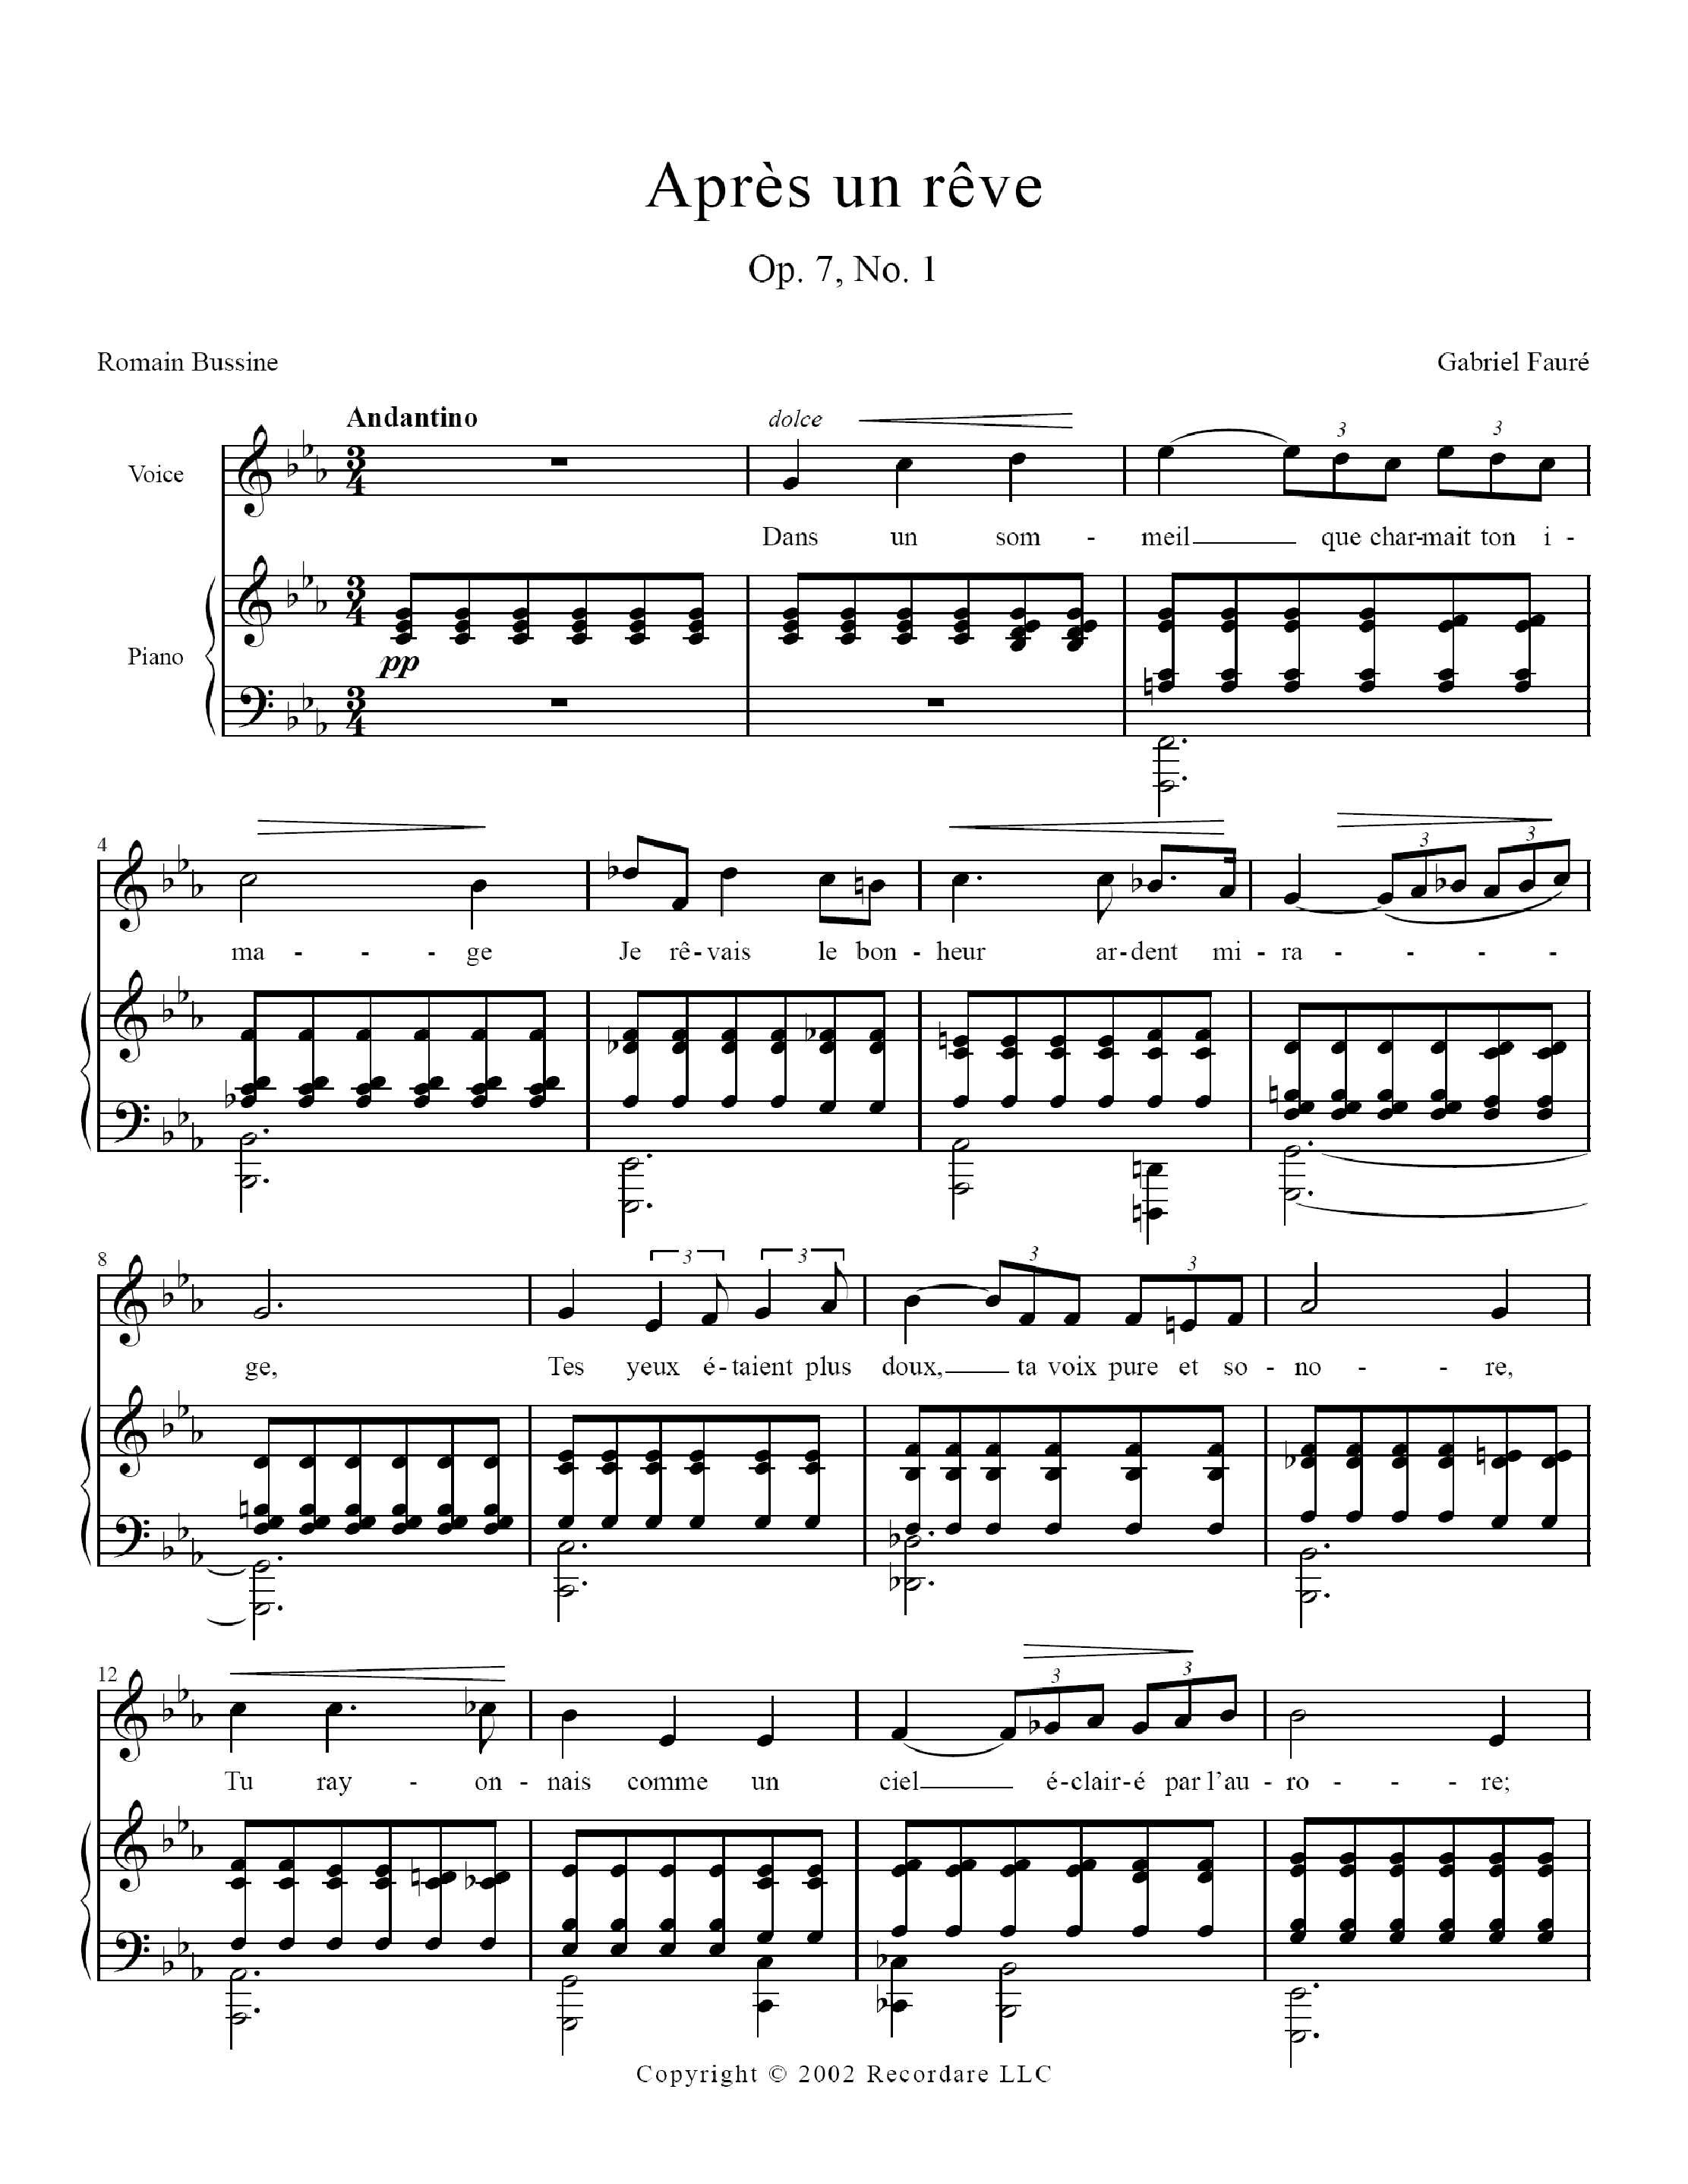 Après un rêve
Op. 7, No. 1
Romain Bussine
Gabriel Fauré
Andantino
dolce
3 3
Voice
3
4
Dans un som - meil que char-mait ton i -
Piano
3
4
pp
3
4
4
3 3
ma - - - ge Je rê-vais le bon - heur ar-dent mi - ra - - - -
8
3 3 3 3
ge, Tes yeux é-taient plus doux, ta voix pure et so - no - - re,
12
3 3
Tu ray - on - nais comme un ciel é-clair-é par l'au - ro - - re;
Copyright © 2002 Recordare LLC